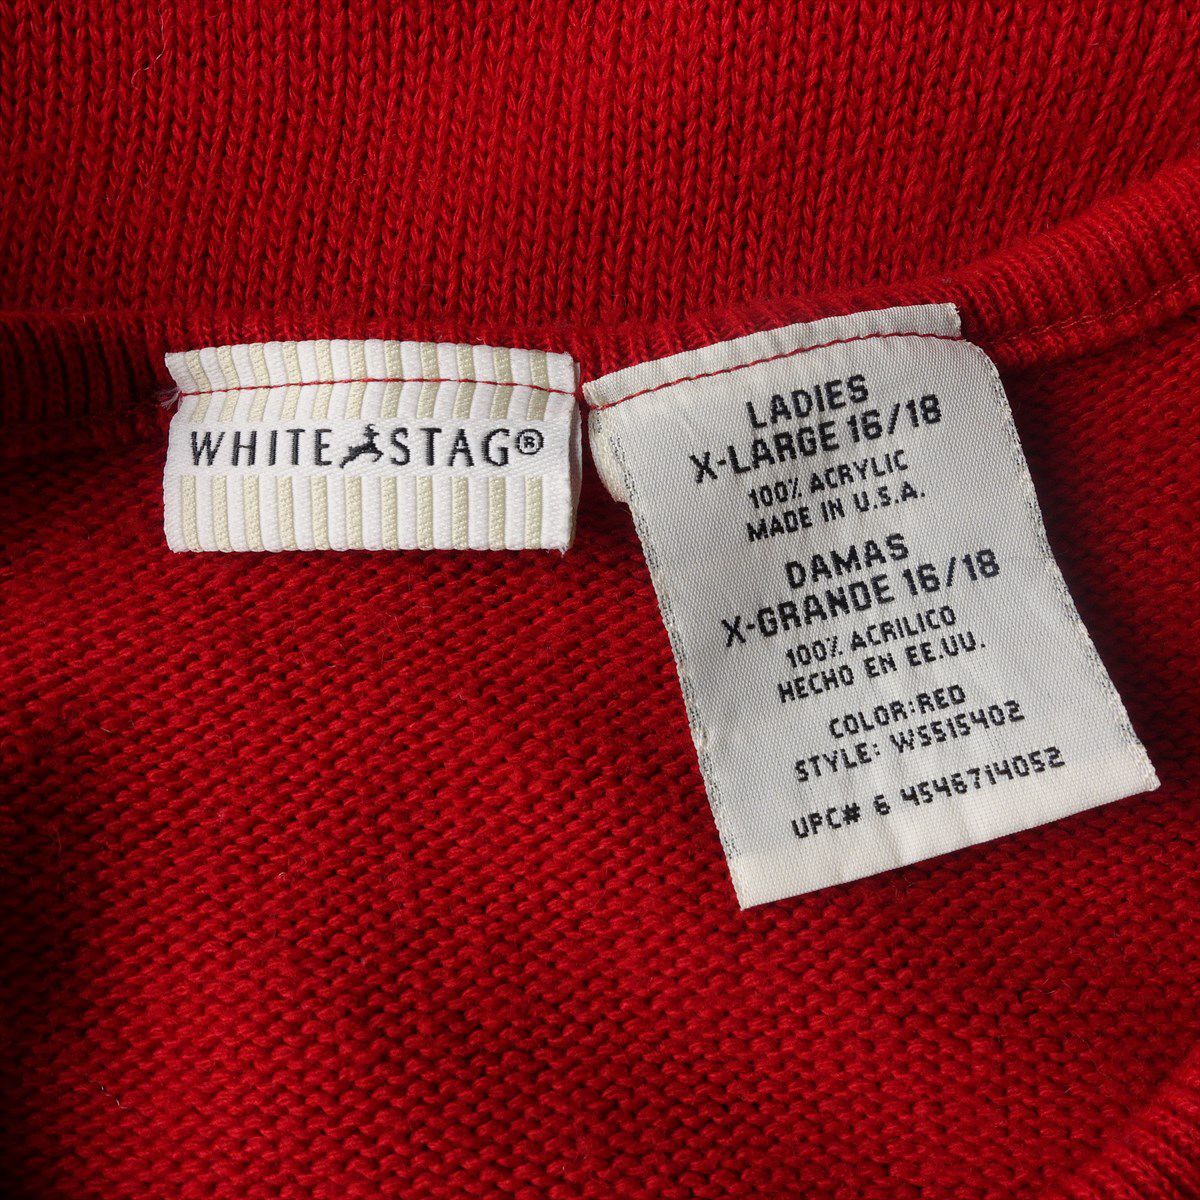 WHITE STAG®
LADIES
X-LARGE 16/18
100% ACRYLIC
MADE IN U.S.A.
DAMAS
X-GRANDE 16/18
100% ACRILICO
HECHO EN EE.UU.
COLOR:RED
STYLE: WS515402
UPC# 6 4546714052